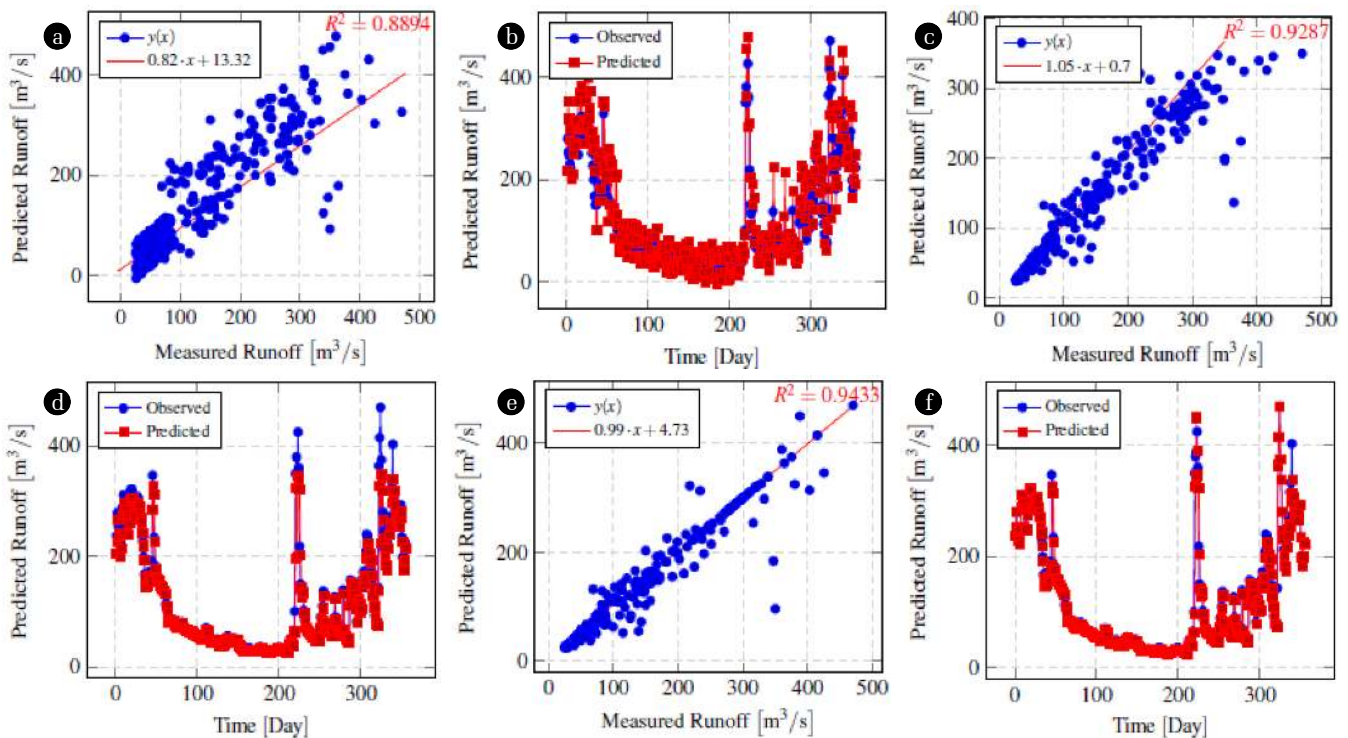 a
R² = 0.8894
y(x)
0.82 · x + 13.32
Predicted Runoff [m³/s]
400
200
0
0 100 200 300 400 500
Measured Runoff [m³/s]
b
Observed
Predicted
Predicted Runoff [m³/s]
400
200
0
0 100 200 300
Time [Day]
c
R² = 0.9287
y(x)
1.05 · x + 0.7
Predicted Runoff [m³/s]
400
300
200
100
0
0 100 200 300 400 500
Measured Runoff [m³/s]
d
Observed
Predicted
Predicted Runoff [m³/s]
400
200
0
0 100 200 300
Time [Day]
e
R² = 0.9433
y(x)
0.99 · x + 4.73
Predicted Runoff [m³/s]
400
200
0
0 100 200 300 400 500
Measured Runoff [m³/s]
f
Observed
Predicted
Predicted Runoff [m³/s]
400
200
0
0 100 200 300
Time [Day]